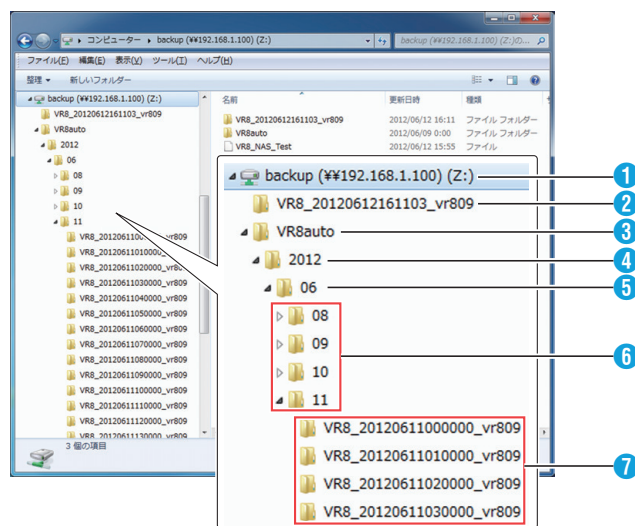 コンピューター ▸ backup (¥¥192.168.1.100) (Z:)
backup (¥¥192.168.1.100) (Z:)の...
ファイル(F) 編集(E) 表示(V) ツール(T) ヘルプ(H)
整理 新しいフォルダー
backup (¥¥192.168.1.100) (Z:)
VR8_20120612161103_vr809
VR8auto
2012
06
08
09
10
11
VR8_20120611000000_vr809
VR8_20120611010000_vr809
VR8_20120611020000_vr809
VR8_20120611030000_vr809
VR8_20120611040000_vr809
VR8_20120611050000_vr809
VR8_20120611060000_vr809
VR8_20120611070000_vr809
VR8_20120611080000_vr809
VR8_20120611090000_vr809
VR8_20120611100000_vr809
VR8_20120611110000_vr809
VR8_20120611120000_vr809
VR8_20120611130000_vr809
名前 更新日時 種類
VR8_20120612161103_vr809 2012/06/12 16:11 ファイル フォルダー
VR8auto 2012/06/09 0:00 ファイル フォルダー
VR8_NAS_Test 2012/06/12 15:55 ファイル
3 個の項目
backup (¥¥192.168.1.100) (Z:) 1
VR8_20120612161103_vr809 2
VR8auto 3
2012 4
06 5
08
09
10
11
6
VR8_20120611000000_vr809
VR8_20120611010000_vr809
VR8_20120611020000_vr809
VR8_20120611030000_vr809
7